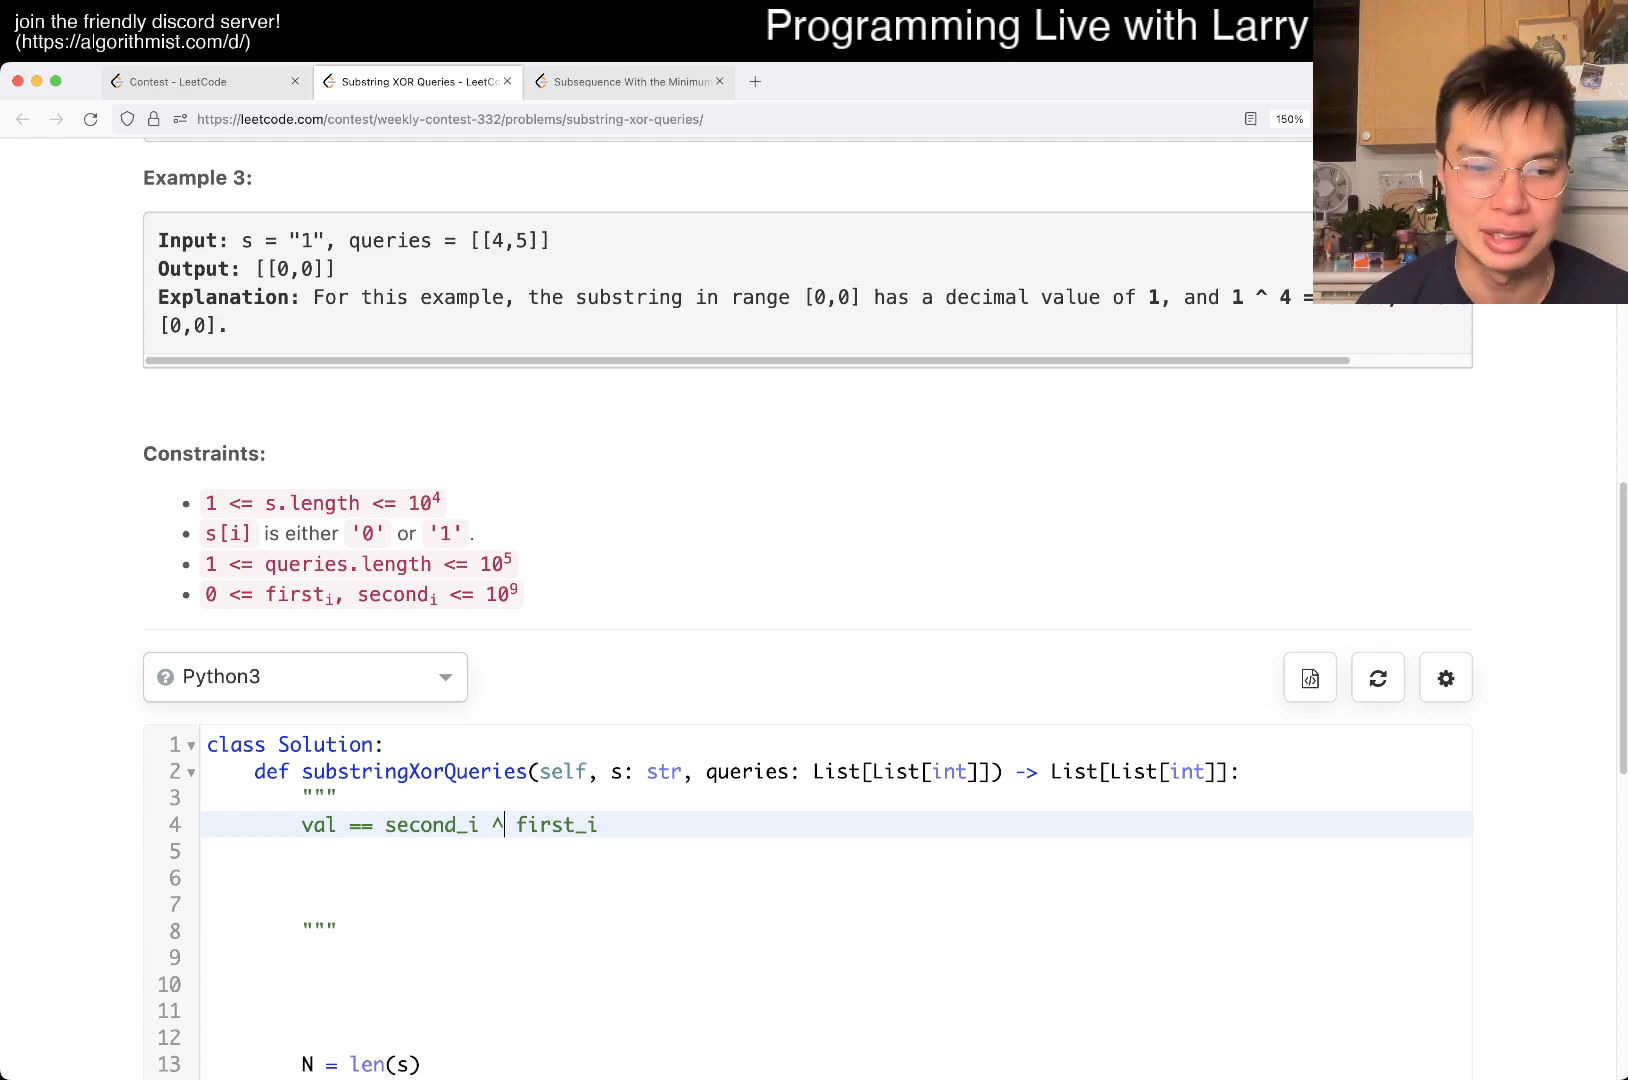 join the friendly discord server!
(https://algorithmist.com/d/)
Programming Live with Larry
Contest - LeetCode
Substring XOR Queries - LeetCo
Subsequence With the Minimum
https://leetcode.com/contest/weekly-contest-332/problems/substring-xor-queries/
150%
Example 3:
Input: s = "1", queries = [[4,5]]
Output: [[0,0]]
Explanation: For this example, the substring in range [0,0] has a decimal value of 1, and 1 ^ 4 =
[0,0].
Constraints:
1 <= s.length <= 10⁴
s[i] is either '0' or '1'.
1 <= queries.length <= 10⁵
0 <= firstᵢ, secondᵢ <= 10⁹
Python3
1 class Solution:
2 def substringXorQueries(self, s: str, queries: List[List[int]]) -> List[List[int]]:
3 """
4 val == second_i ^ first_i
5
6
7
8 """
9
10
11
12
13 N = len(s)